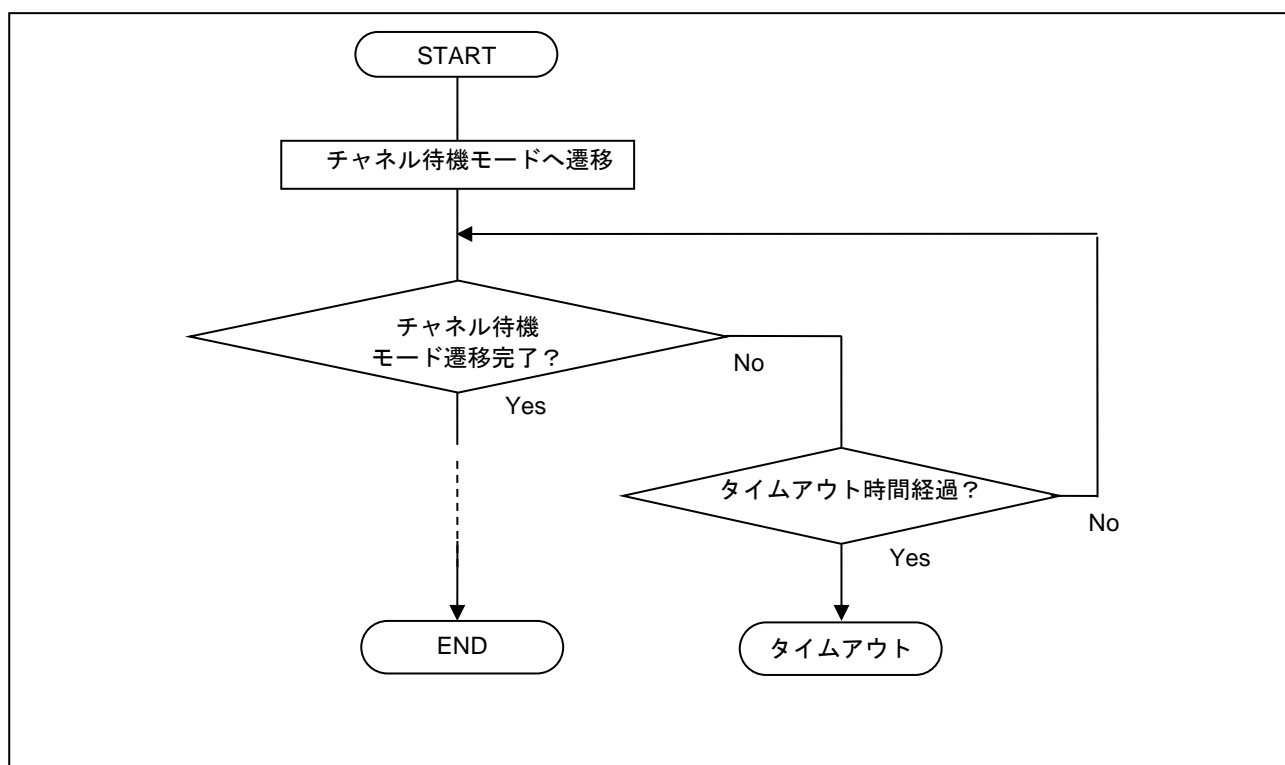 START
チャネル待機モードへ遷移
チャネル待機
モード遷移完了？
No
Yes
タイムアウト時間経過？
No
Yes
END
タイムアウト